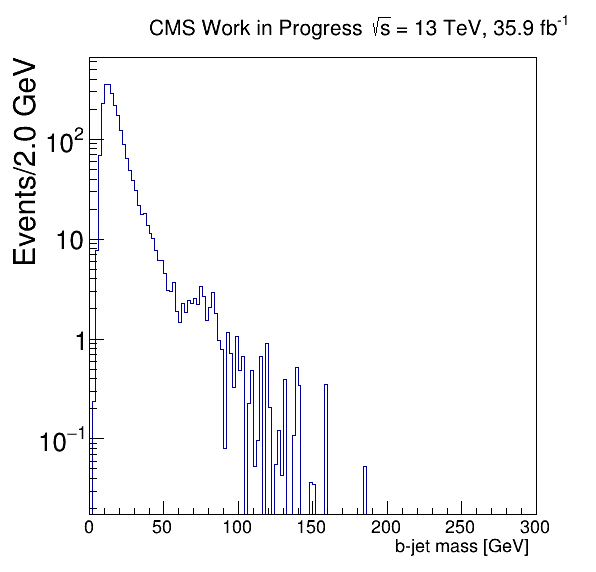 CMS Work in Progress √s = 13 TeV, 35.9 fb⁻¹
Events/2.0 GeV
10²
10
1
10⁻¹
0 50 100 150 200 250 300
b-jet mass [GeV]